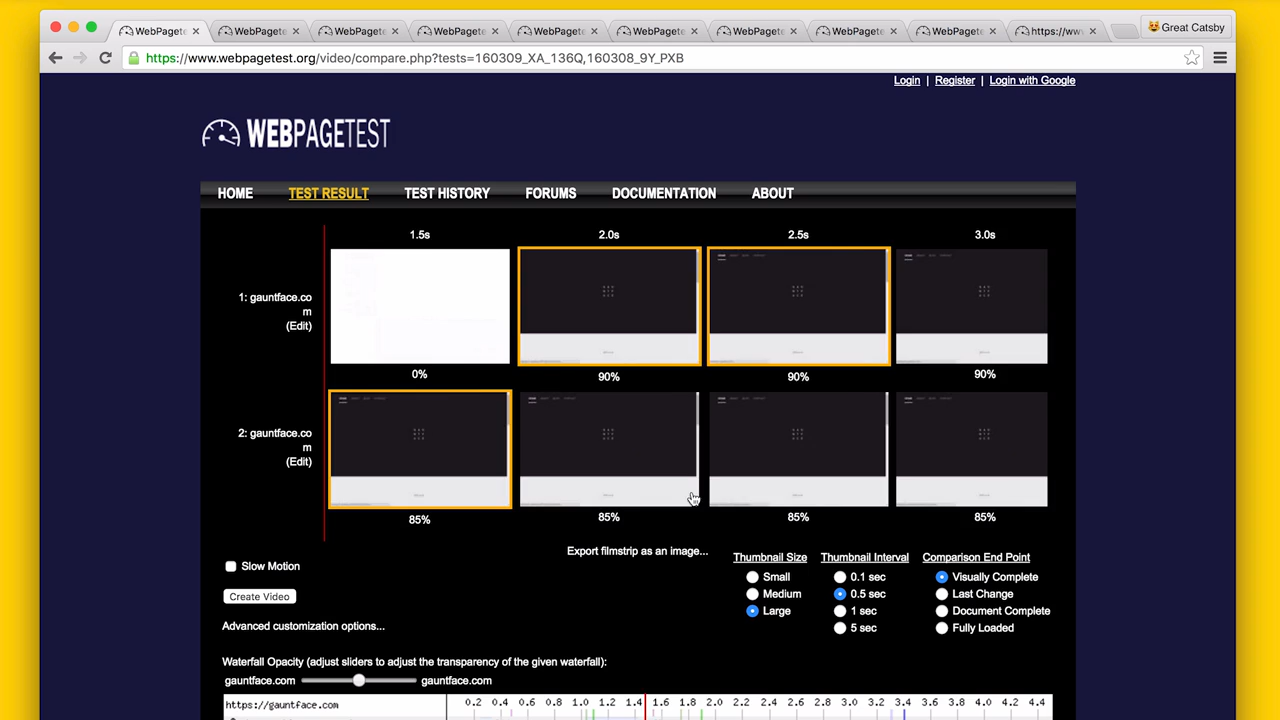 WebPagete
WebPagete
WebPagete
WebPagete
WebPagete
WebPagete
WebPagete
WebPagete
WebPagete
https://ww
Great Catsby
https://www.webpagetest.org/video/compare.php?tests=160309_XA_136Q,160308_9Y_PXB
Login | Register | Login with Google
WEBPAGETEST
HOME TEST RESULT TEST HISTORY FORUMS DOCUMENTATION ABOUT
1.5s 2.0s 2.5s 3.0s
1: gauntface.co
m
(Edit)
0% 90% 90% 90%
2: gauntface.co
m
(Edit)
85% 85% 85% 85%
Export filmstrip as an image...
Thumbnail Size Thumbnail Interval Comparison End Point
Slow Motion
Small 0.1 sec Visually Complete
Create Video
Medium 0.5 sec Last Change
Large 1 sec Document Complete
Advanced customization options...
5 sec Fully Loaded
Waterfall Opacity (adjust sliders to adjust the transparency of the given waterfall):
gauntface.com gauntface.com
https://gauntface.com 0.2 0.4 0.6 0.8 1.0 1.2 1.4 1.6 1.8 2.0 2.2 2.4 2.6 2.8 3.0 3.2 3.4 3.6 3.8 4.0 4.2 4.4